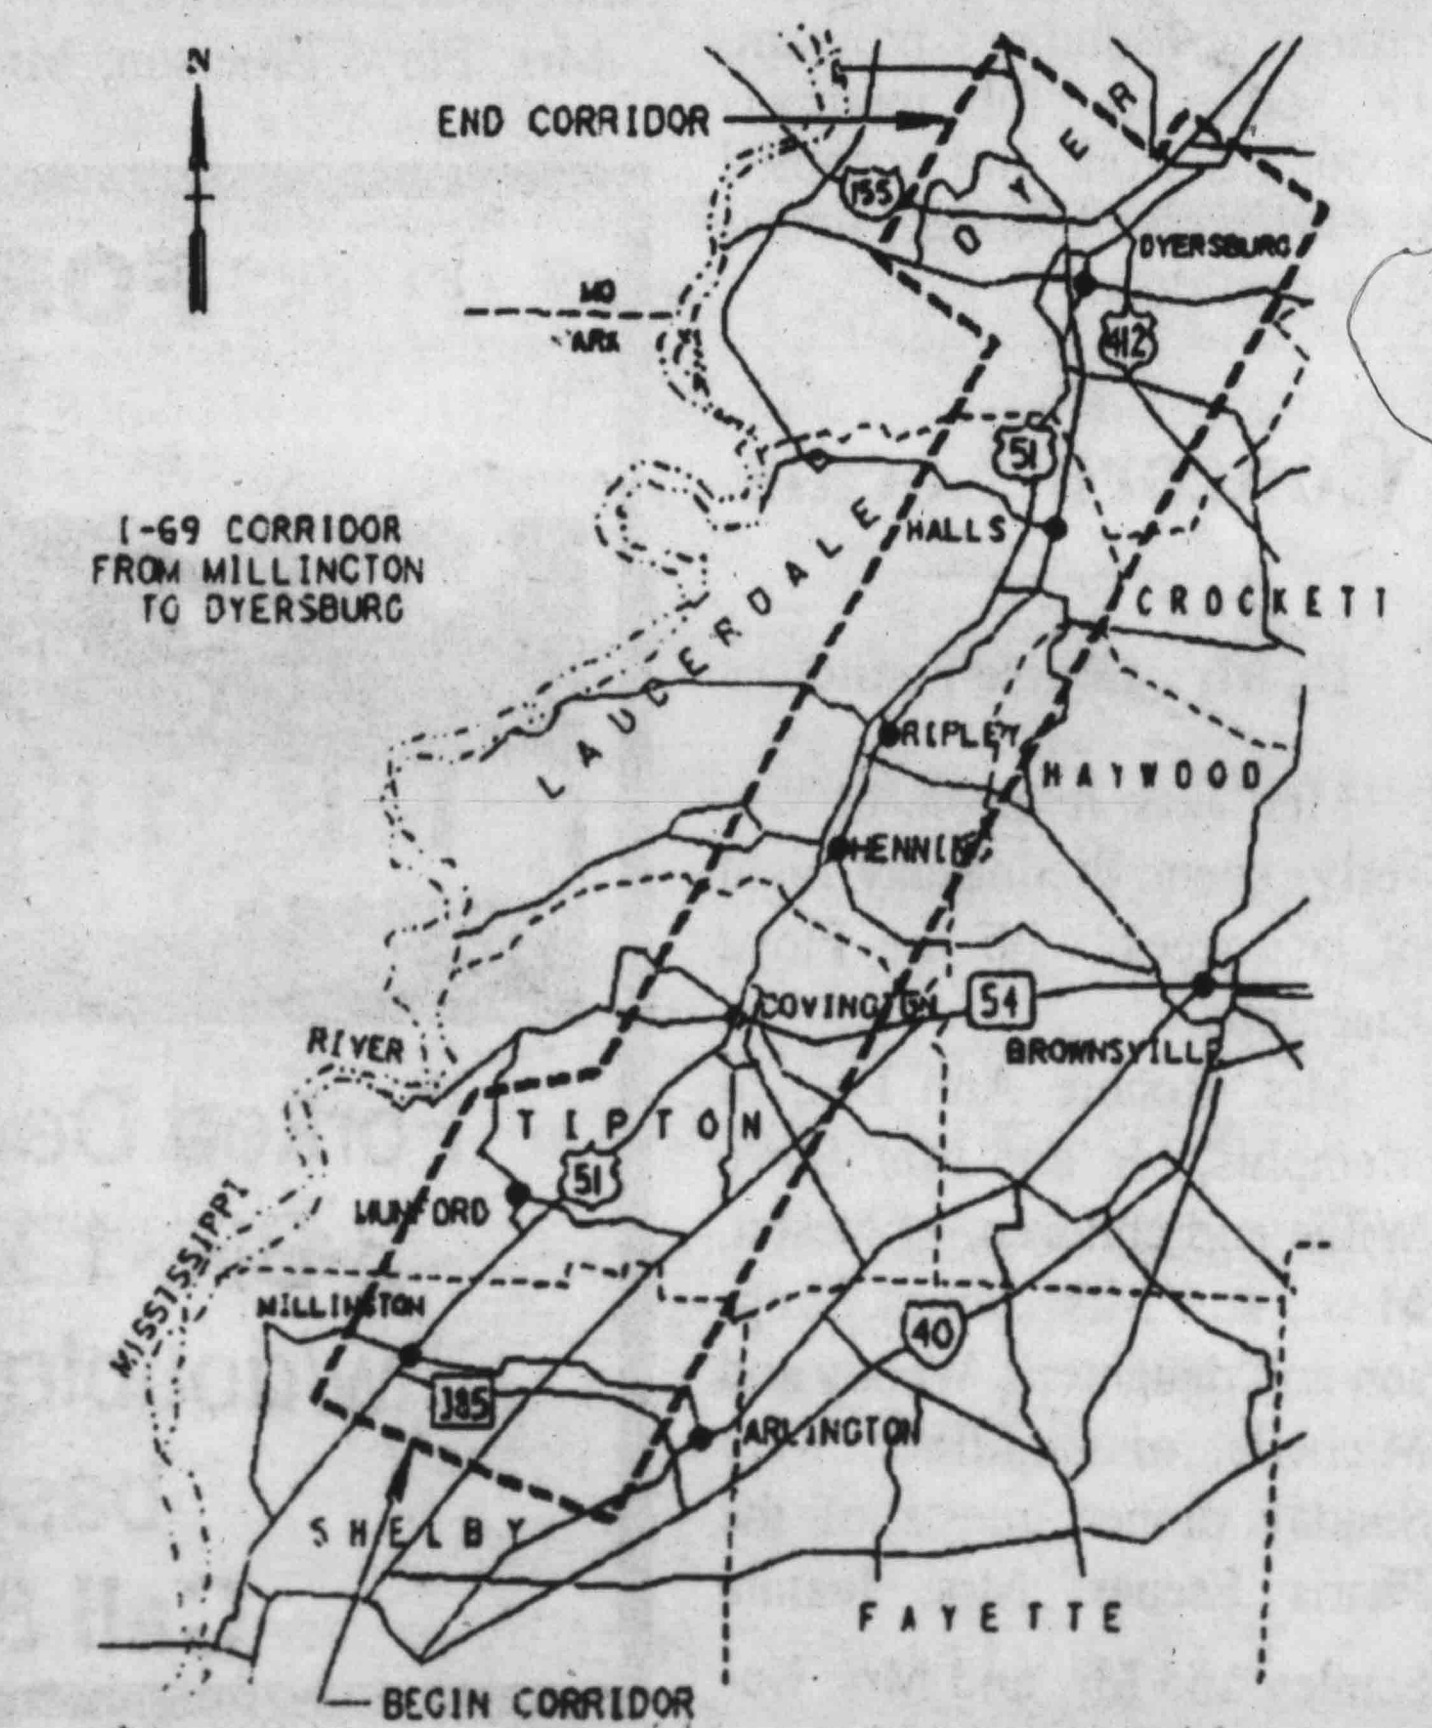 N
END CORRIDOR
DYER
155
DYERSBURG
MO
ARK
412
51
HALLS
LAUDERDALE
I-69 CORRIDOR
FROM MILLINGTON
TO DYERSBURG
CROCKETT
RIPLEY
HAYWOOD
HENNING
COVINGTON
54
RIVER
BROWNSVILLE
TIPTON
51
MUNFORD
MISSISSIPPI
MILLINGTON
40
385
ARLINGTON
SHELBY
FAYETTE
BEGIN CORRIDOR